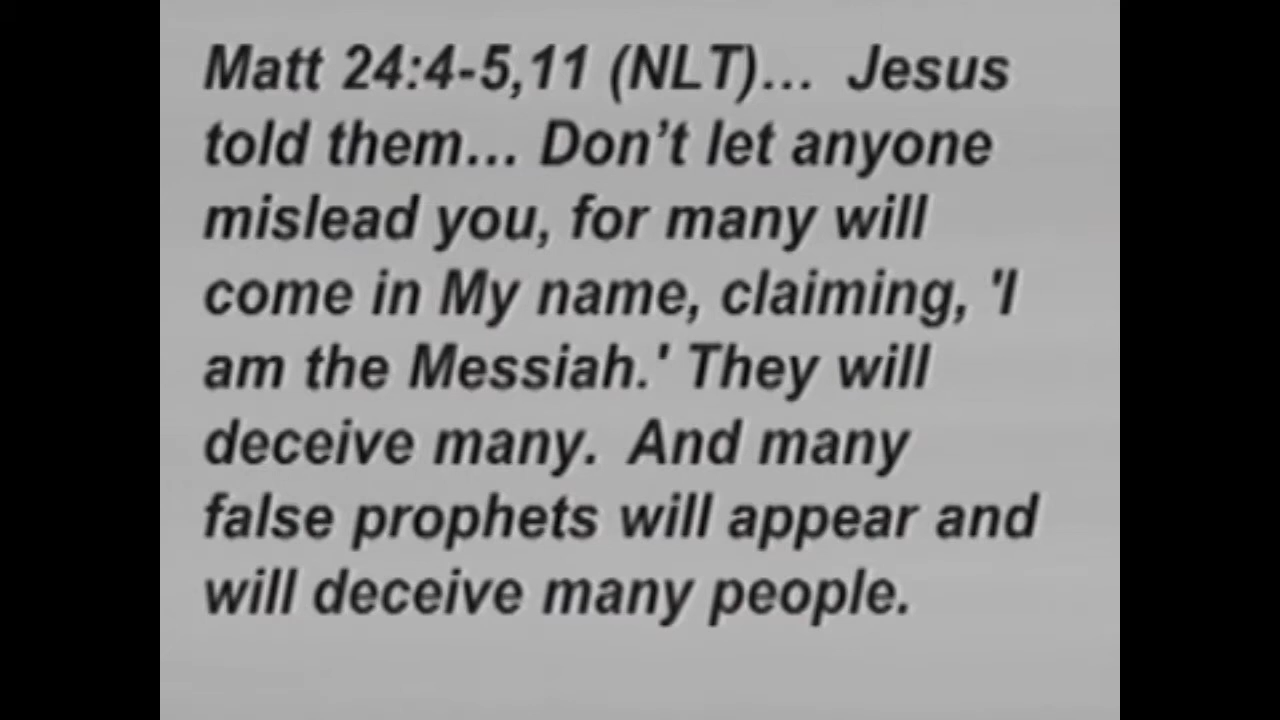 Matt 24:4-5,11 (NLT)... Jesus
told them... Don’t let anyone
mislead you, for many will
come in My name, claiming, 'I
am the Messiah.' They will
deceive many. And many
false prophets will appear and
will deceive many people.